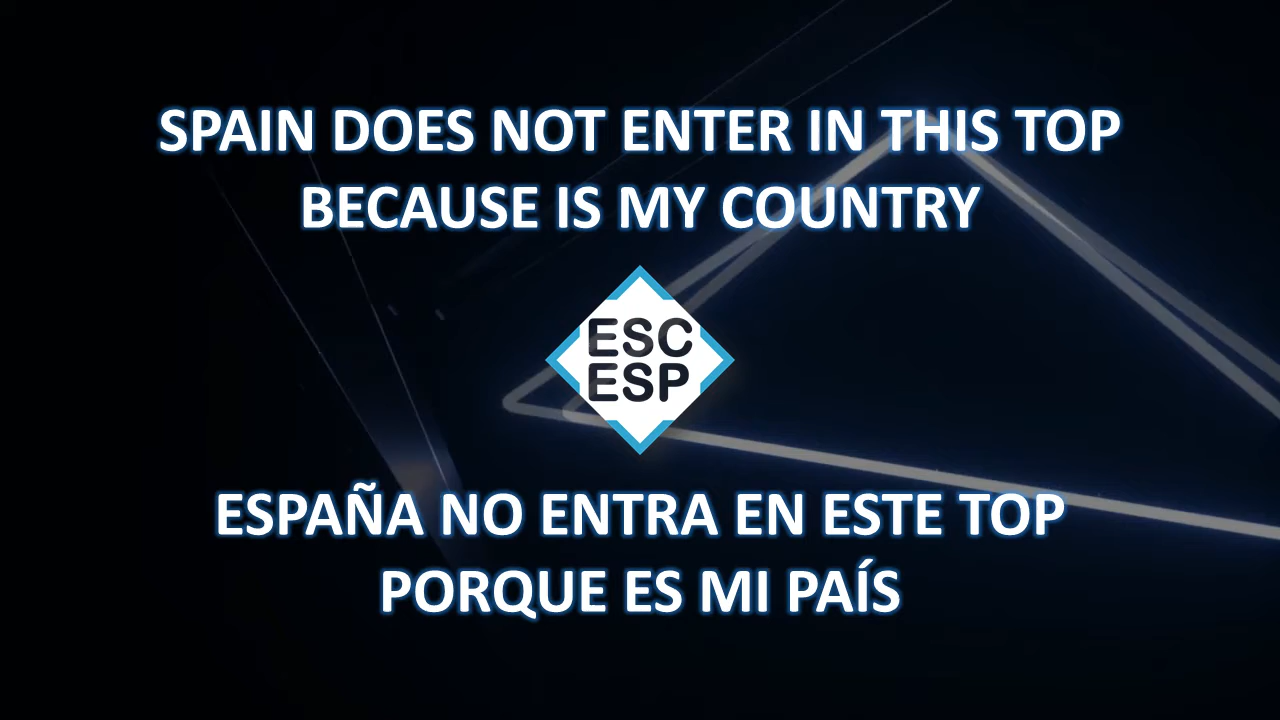 SPAIN DOES NOT ENTER IN THIS TOP
BECAUSE IS MY COUNTRY
ESC
ESP
ESPAÑA NO ENTRA EN ESTE TOP
PORQUE ES MI PAÍS